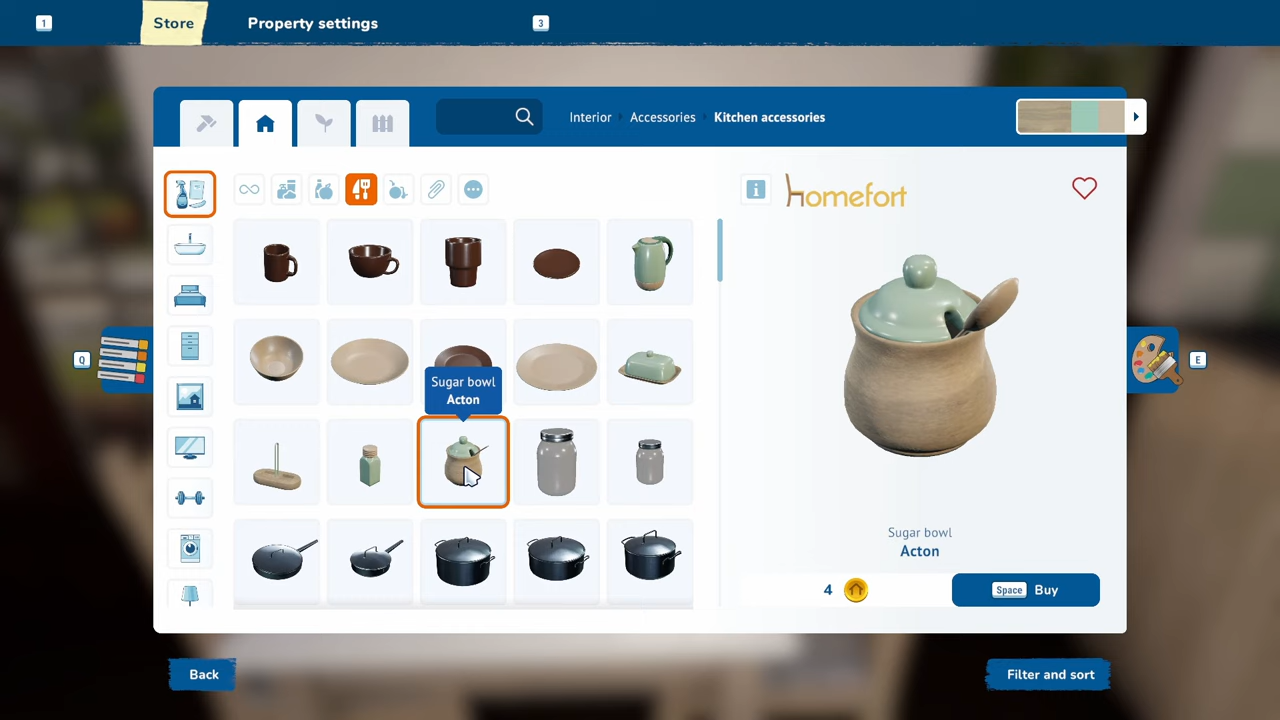 1
Store
Property settings
3
Interior
Accessories
Kitchen accessories
i
homefort
Q
E
Sugar bowl
Acton
Sugar bowl
Acton
4
Space
Buy
Back
Filter and sort